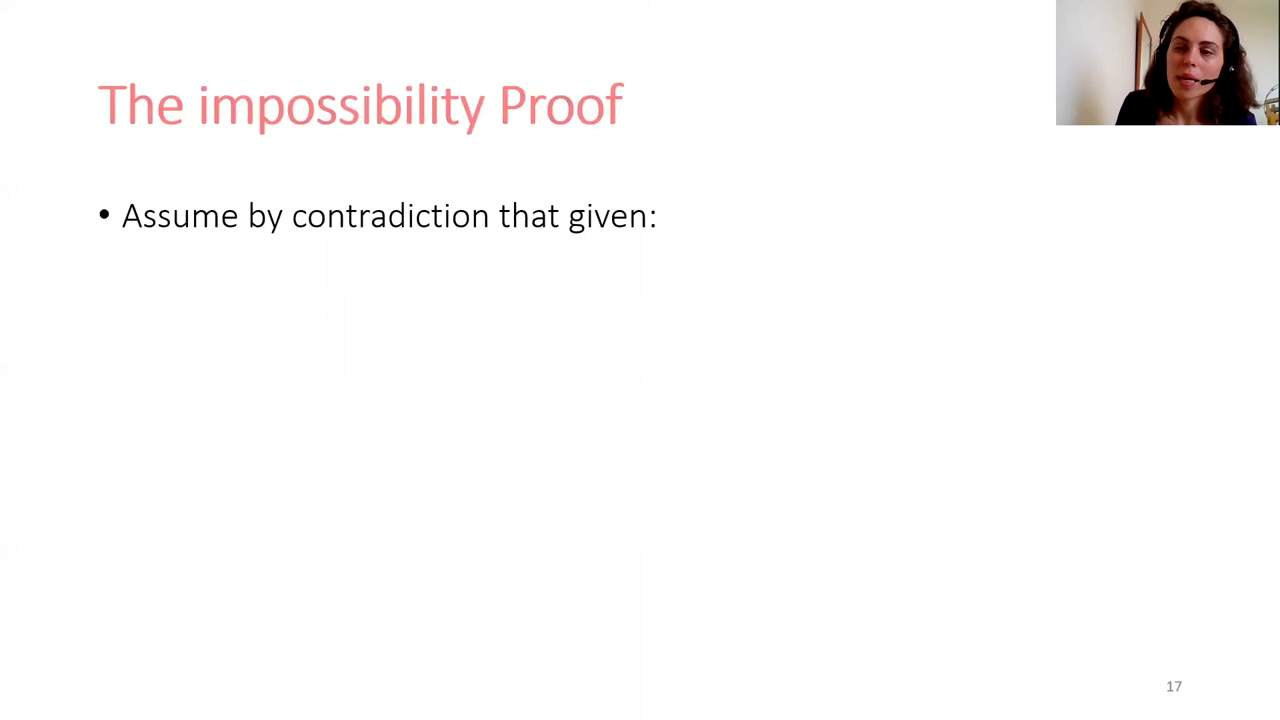 The impossibility Proof
• Assume by contradiction that given:
17